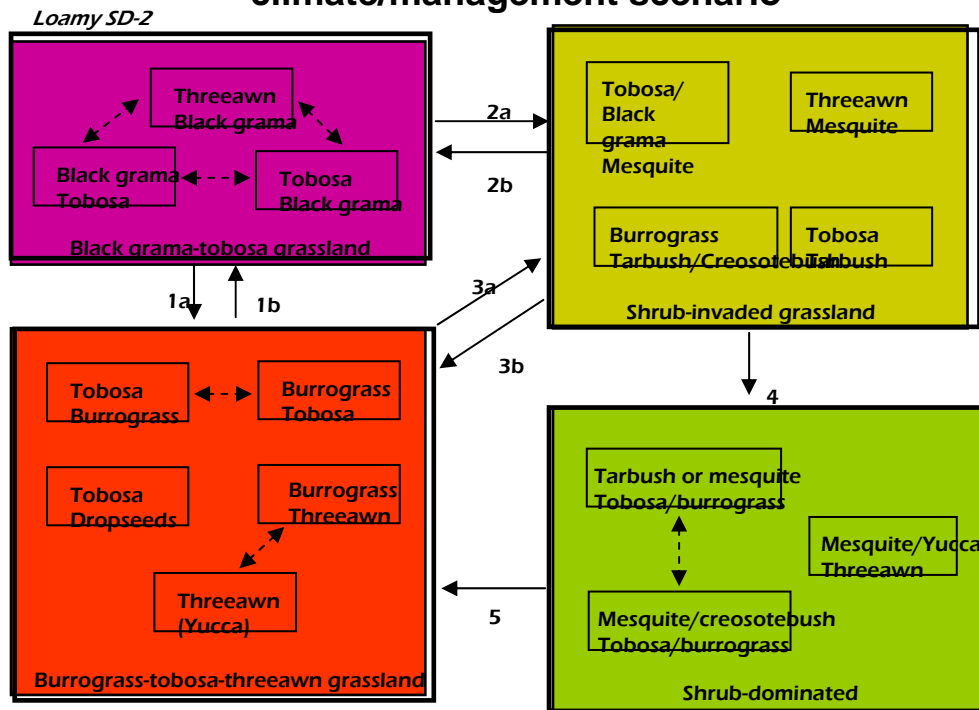 climate/management scenario
Loamy SD-2
Threeawn
Black grama
Black grama
Tobosa
Tobosa
Black grama
Black grama-tobosa grassland
2a
2b
Tobosa/
Black
grama
Mesquite
Threeawn
Mesquite
Burrograss
Tarbush/Creosotebush
Tobosa
Tarbush
Shrub-invaded grassland
1a
1b
3a
3b
4
Tobosa
Burrograss
Burrograss
Tobosa
Tobosa
Dropseeds
Burrograss
Threeawn
Threeawn
(Yucca)
Burrograss-tobosa-threeawn grassland
5
Tarbush or mesquite
Tobosa/burrograss
Mesquite/Yucca
Threeawn
Mesquite/creosotebush
Tobosa/burrograss
Shrub-dominated